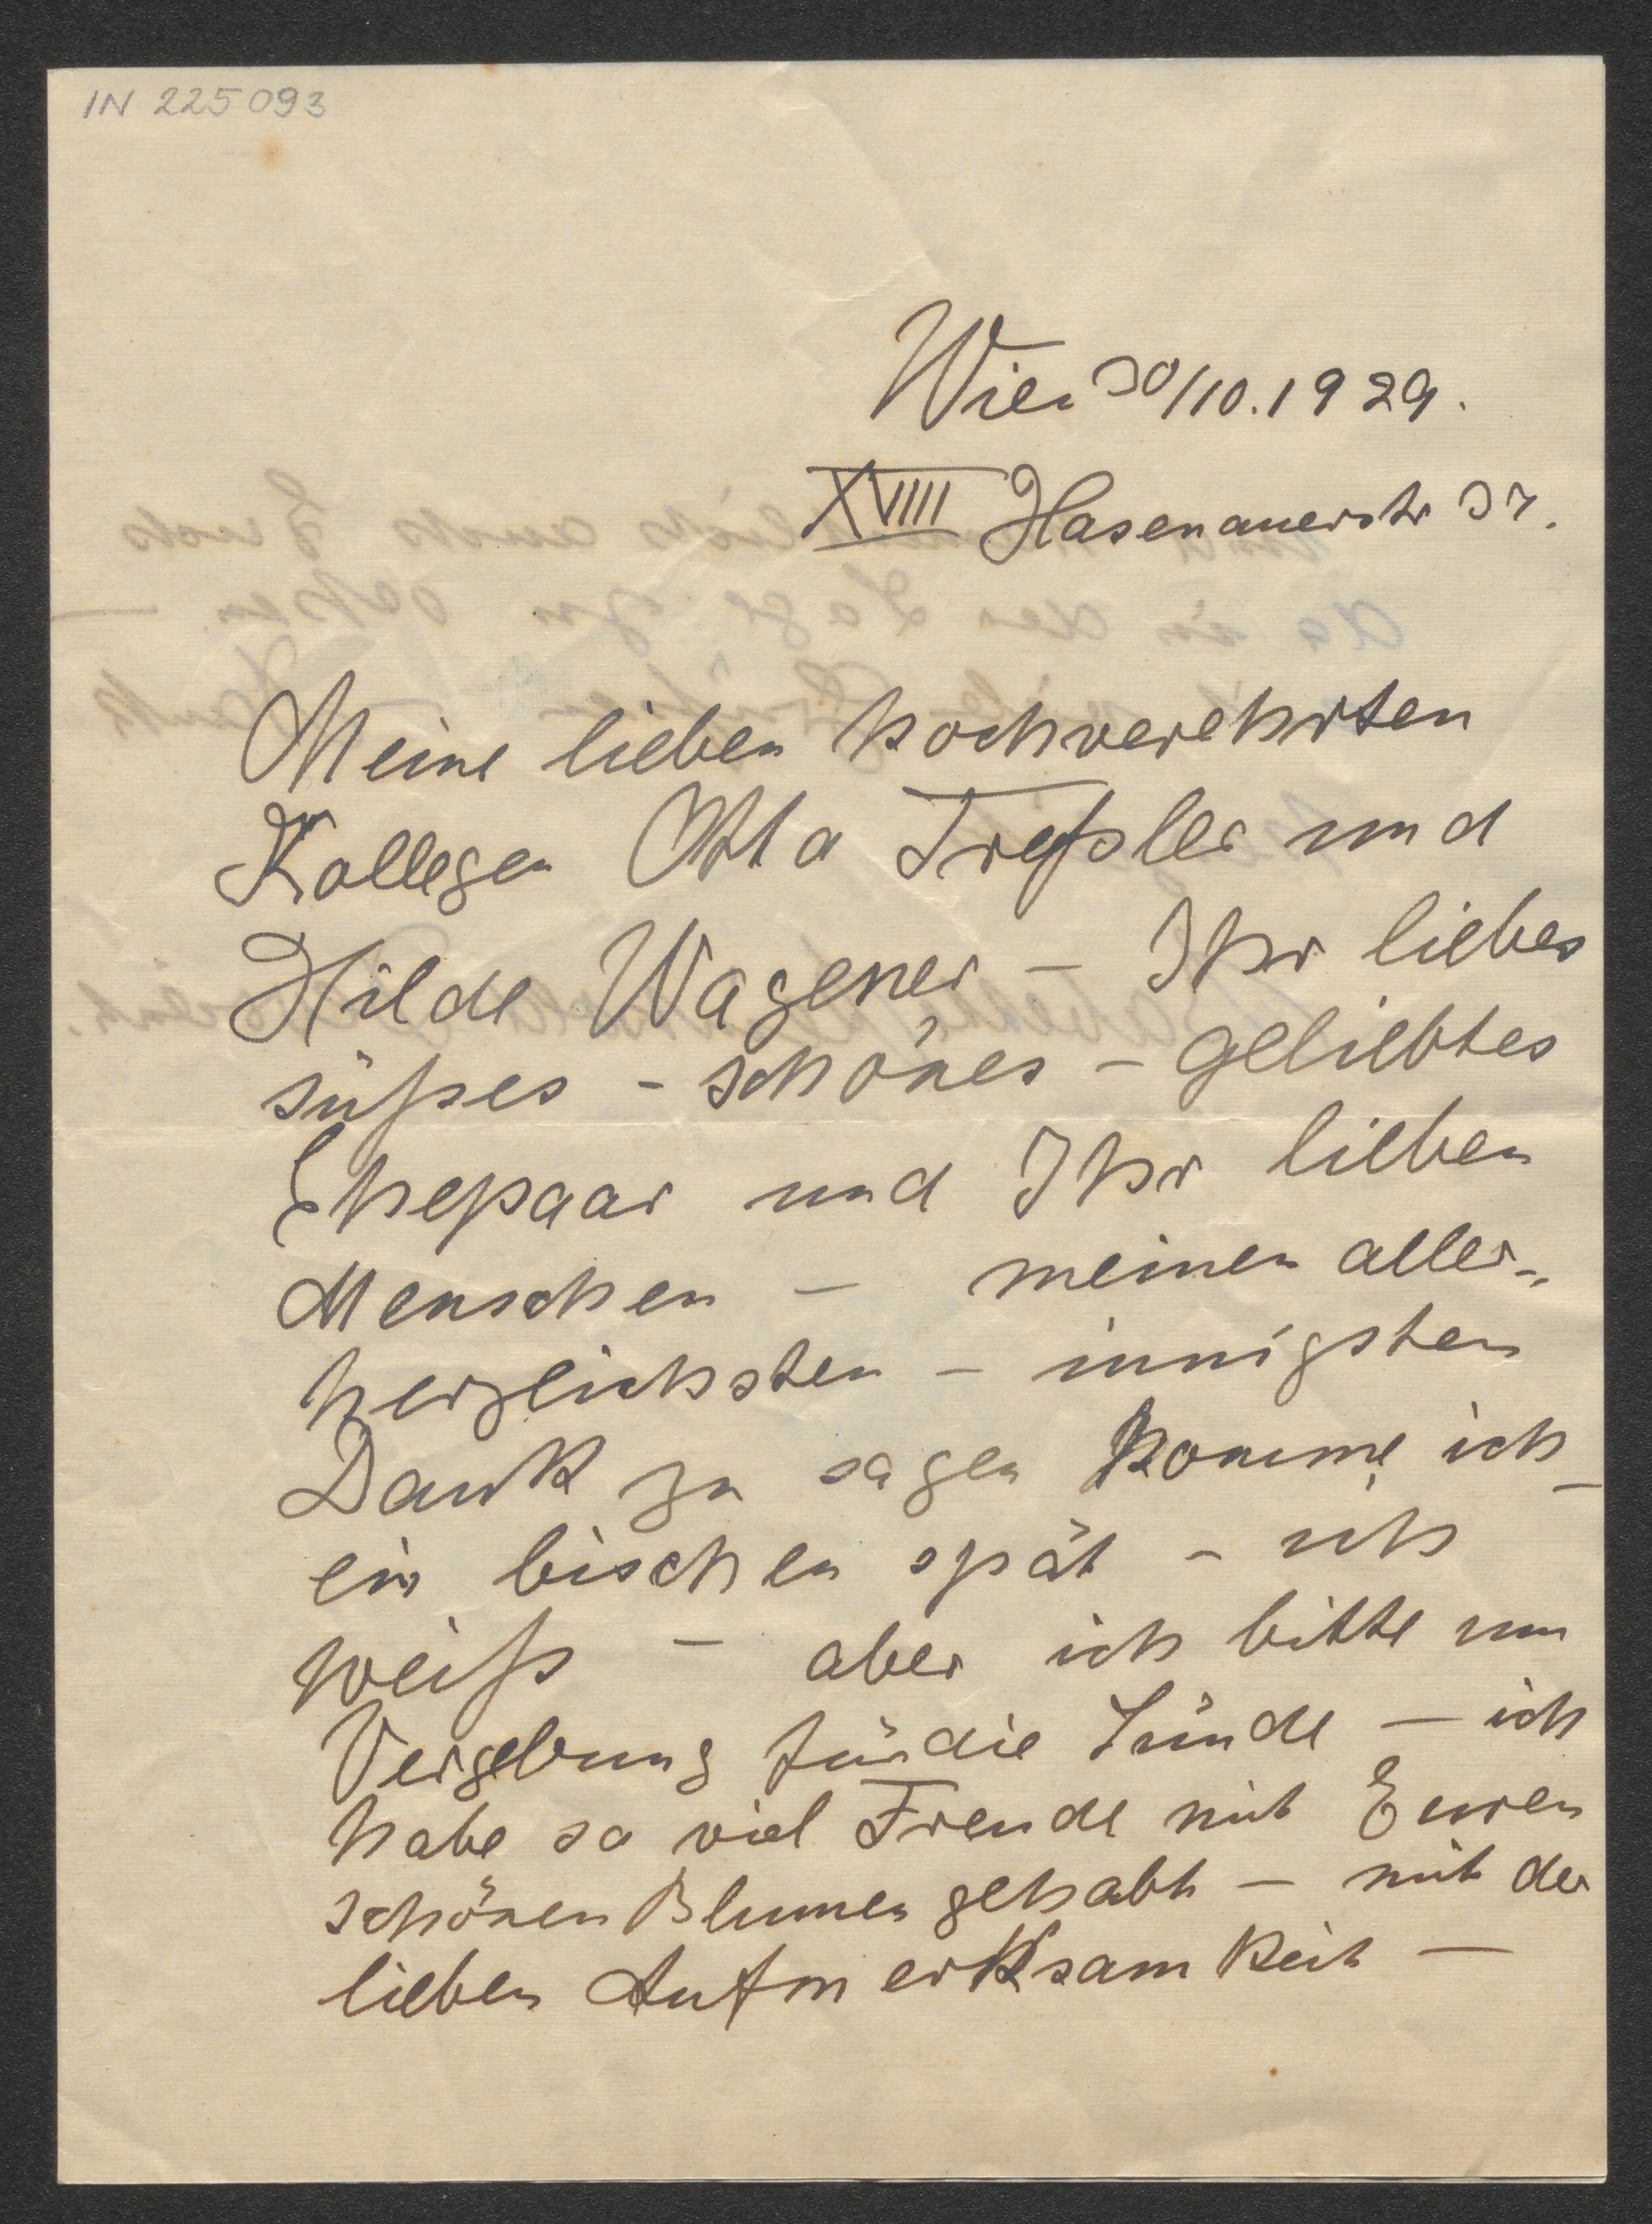 IN 225093
Wien 30/10.1929.
XVIII Hasenauerstr 37.
Meine lieben hochverehrten
Kollegen Otto Treßler und
Hilde Wagener – Ihr liebes
süßes – schönes – geliebtes
Ehepaar und Ihr lieben
Menschen – meinen aller„
herzlichsten – innigsten
Dank zu sagen komme ich –
ein bischen spät – ich
weiß – aber ich bitte um
Vergebung für die Sünde – ich
habe so viel Freude mit Euren
schönen Blumen gehabt – mit der
lieben Aufmerksamkeit –